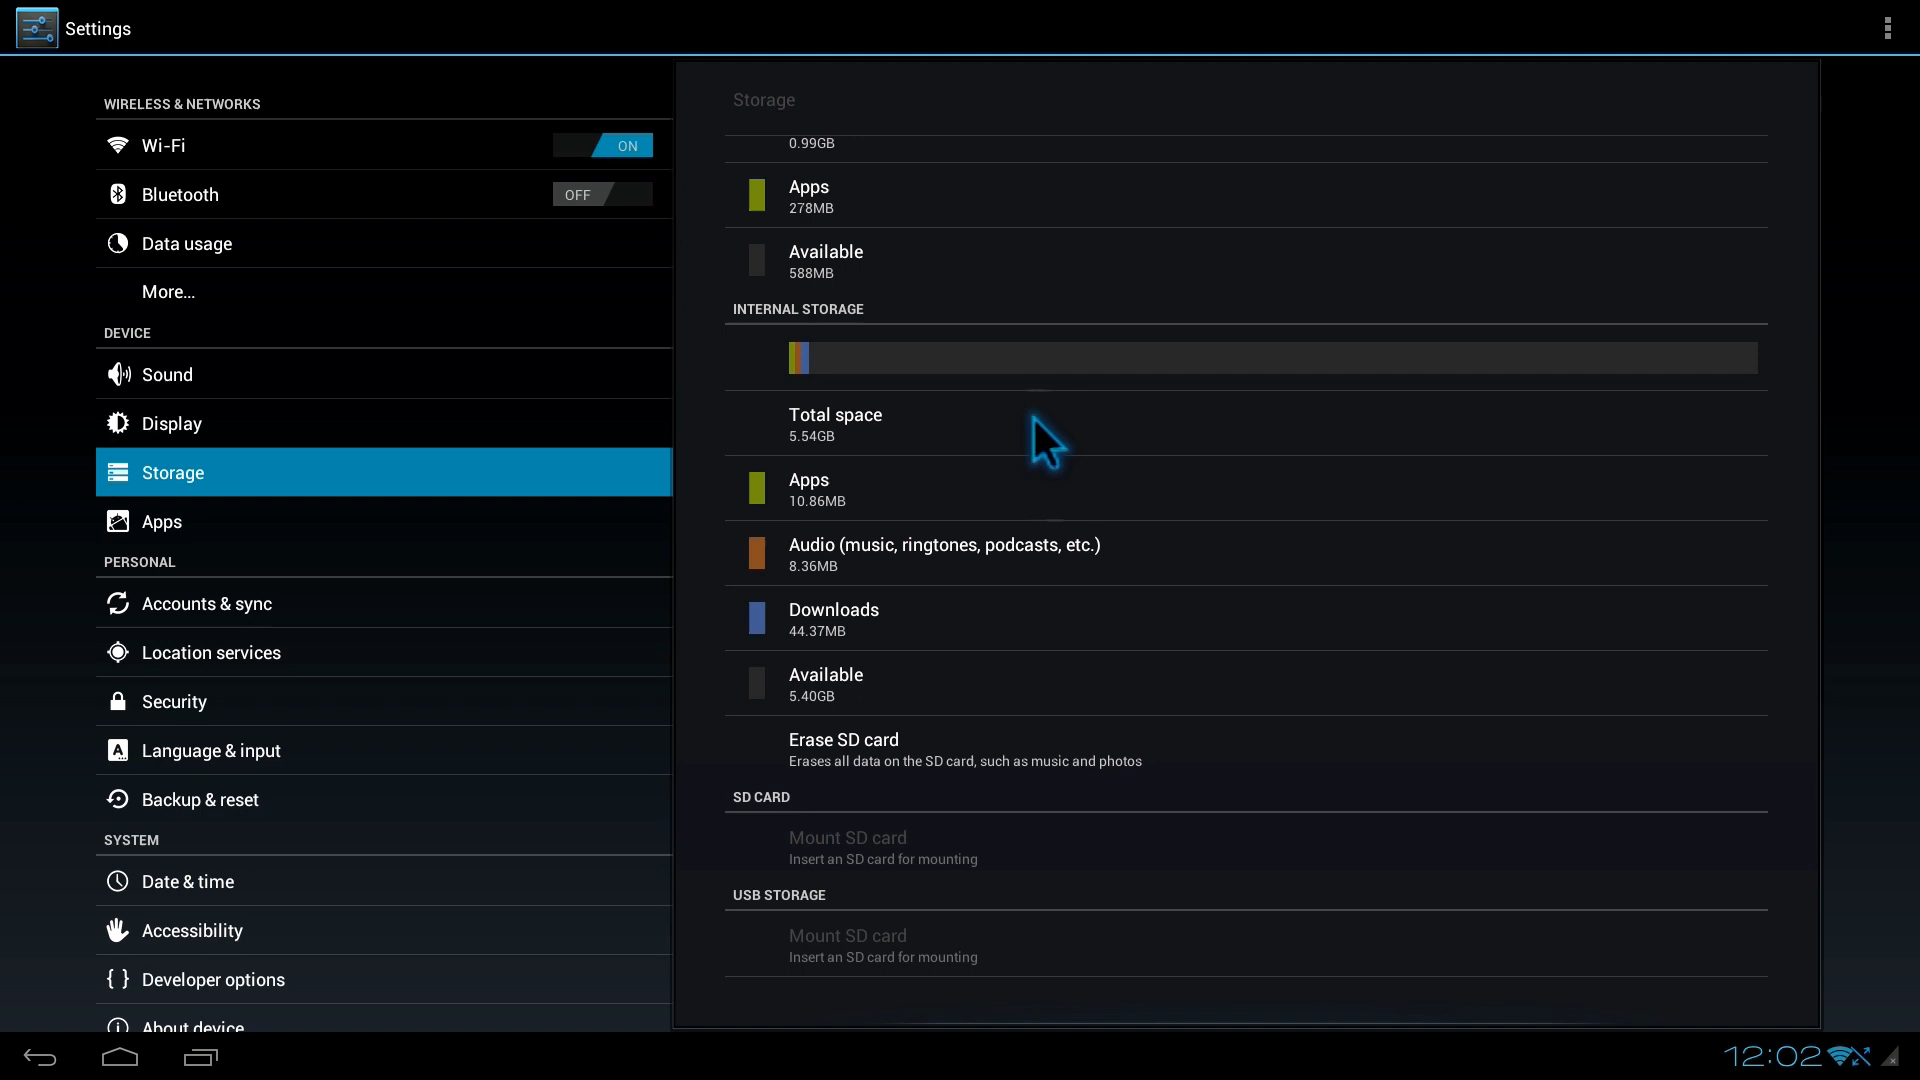 Settings
WIRELESS & NETWORKS
Wi-Fi
ON
Bluetooth
OFF
Data usage
More...
DEVICE
Sound
Display
Storage
Apps
PERSONAL
Accounts & sync
Location services
Security
Language & input
Backup & reset
SYSTEM
Date & time
Accessibility
Developer options
About device
Storage
0.99GB
Apps
278MB
Available
588MB
INTERNAL STORAGE
Total space
5.54GB
Apps
10.86MB
Audio (music, ringtones, podcasts, etc.)
8.36MB
Downloads
44.37MB
Available
5.40GB
Erase SD card
Erases all data on the SD card, such as music and photos
SD CARD
Mount SD card
Insert an SD card for mounting
USB STORAGE
Mount SD card
Insert an SD card for mounting
12:02